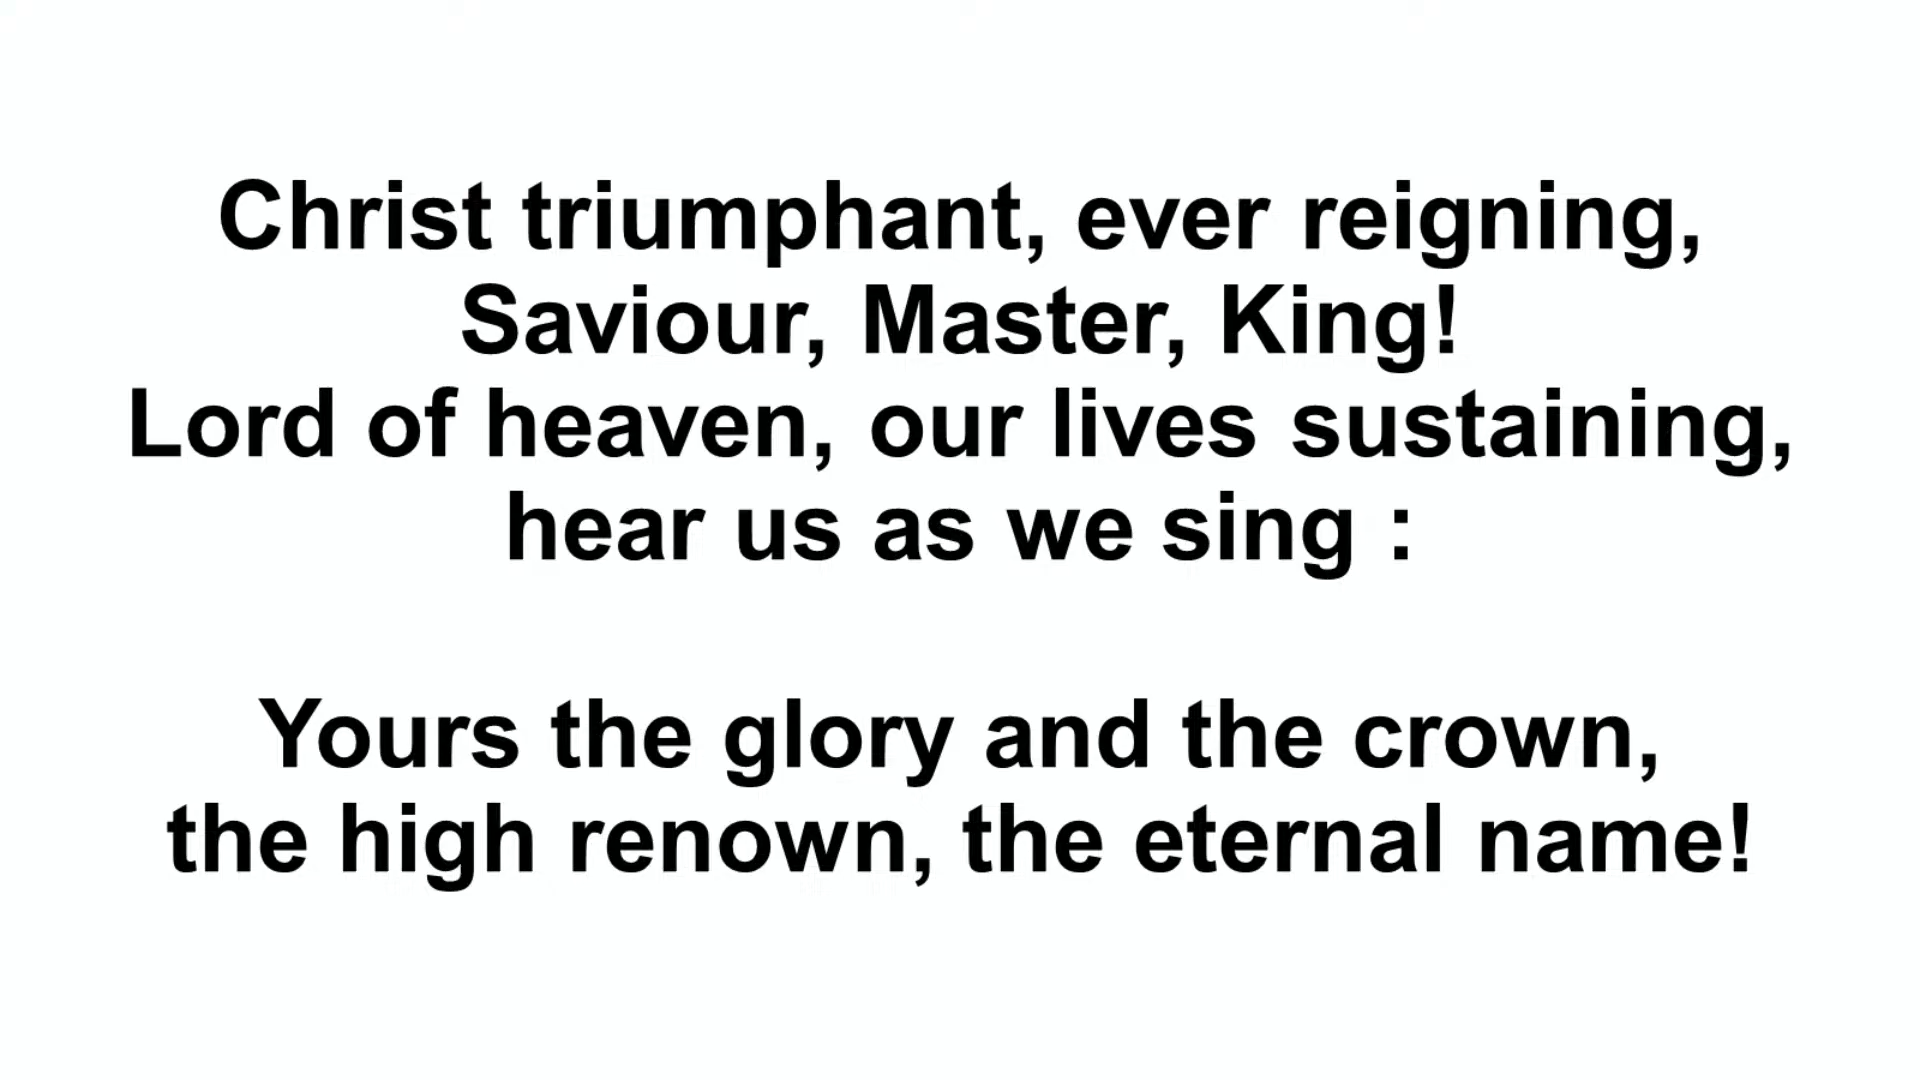 Christ triumphant, ever reigning,
Saviour, Master, King!
Lord of heaven, our lives sustaining,
hear us as we sing :
Yours the glory and the crown,
the high renown, the eternal name!